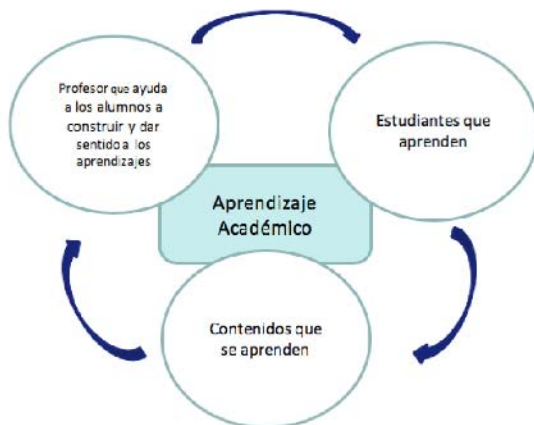 Profesor que ayuda
a los alumnos a
construir y dar
sentido a los
aprendizajes
Estudiantes que
aprenden
Aprendizaje
Académico
Contenidos que
se aprenden